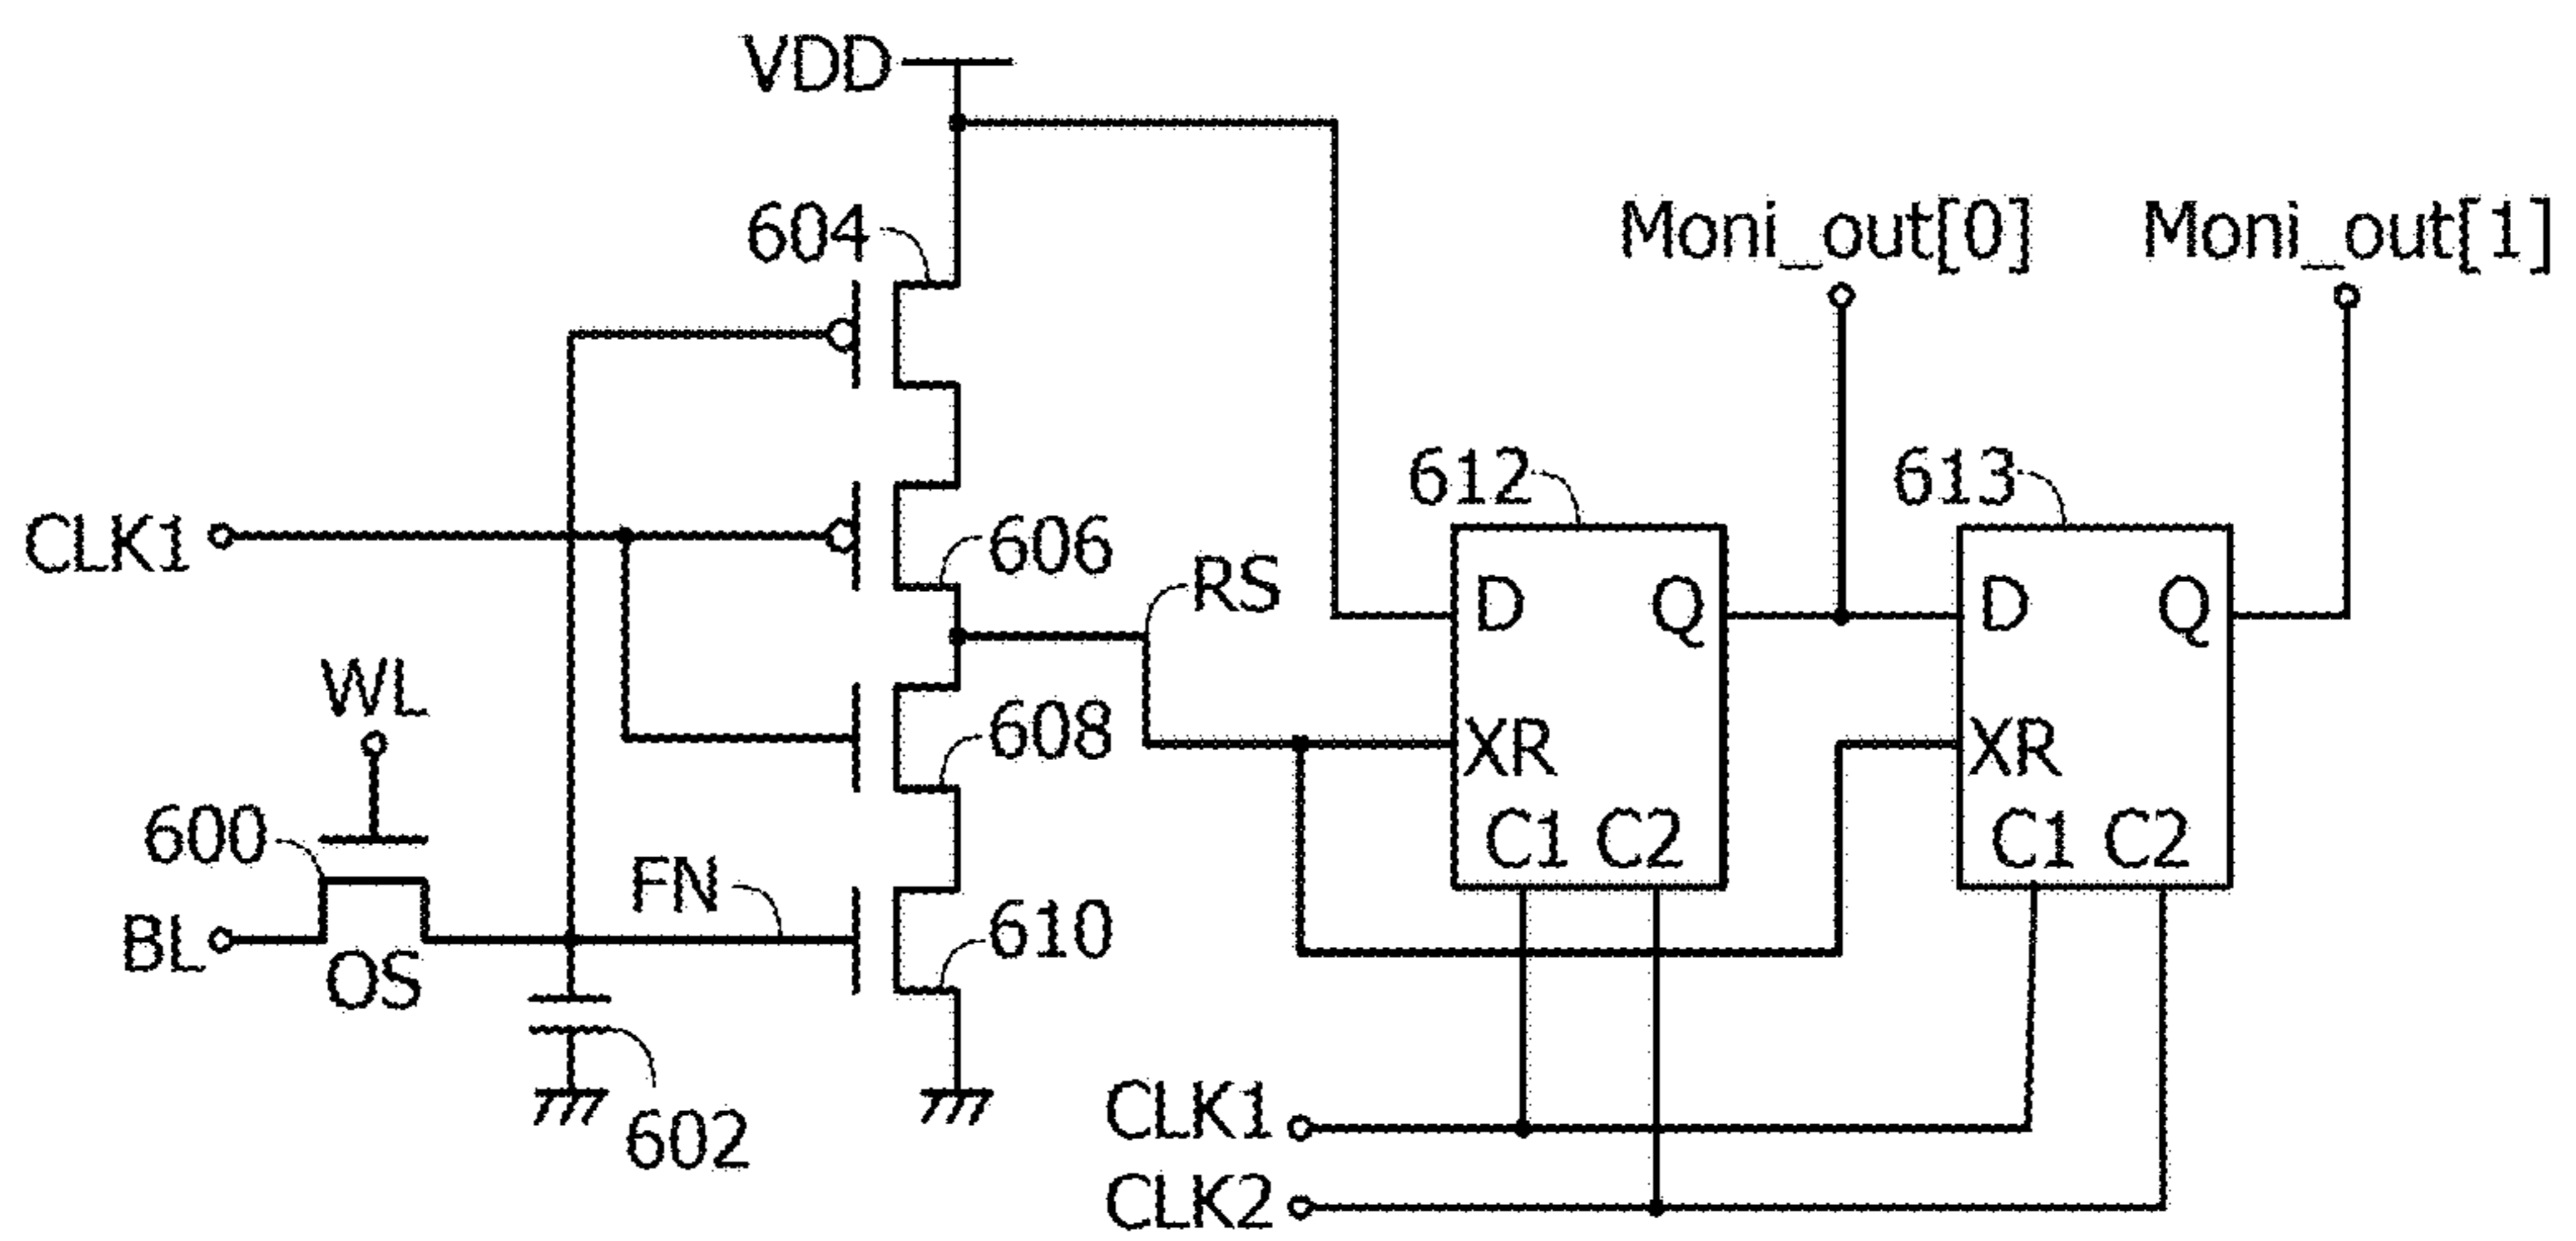 VDD
604
Moni_out[0]
Moni_out[1]
612
613
CLK1
606
RS
D
Q
D
Q
WL
608
XR
XR
600
FN
C1
C2
C1
C2
BL
OS
610
602
CLK1
CLK2